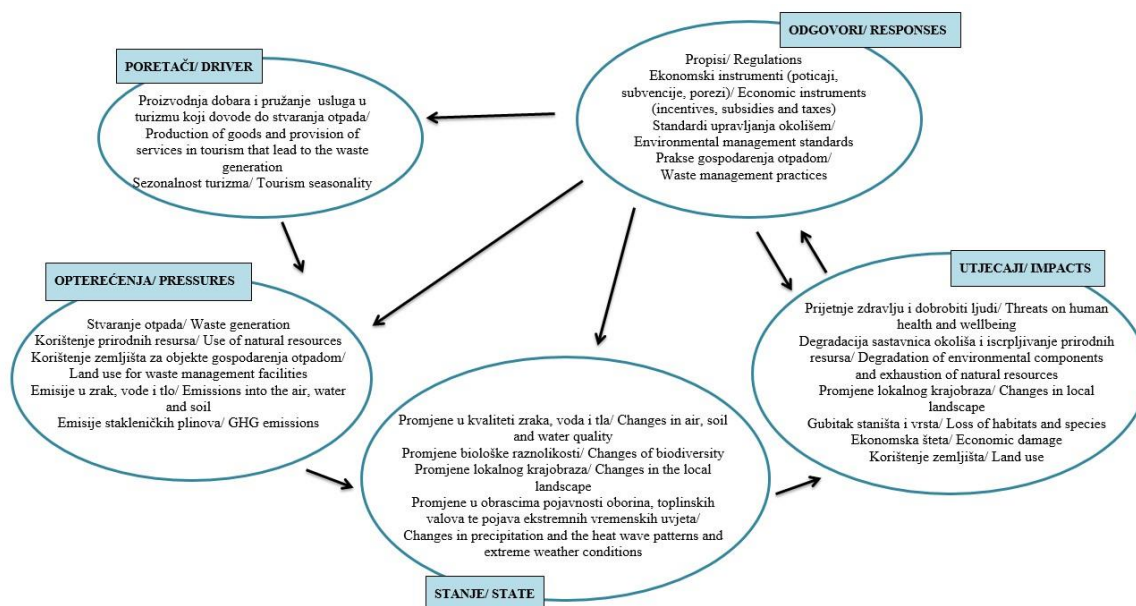 PORETAČI/ DRIVER
Proizvodnja dobara i pružanje usluga u
turizmu koji dovode do stvaranja otpada/
Production of goods and provision of
services in tourism that lead to the waste
generation
Sezonalnost turizma/ Tourism seasonality
ODGOVORI/ RESPONSES
Propisi/ Regulations
Ekonomski instrumenti (poticaji,
subvencije, porezi)/ Economic instruments
(incentives, subsidies and taxes)
Standardi upravljanja okolišem/
Environmental management standards
Prakse gospodarenja otpadom/
Waste management practices
OPTEREĆENJA/ PRESSURES
Stvaranje otpada/ Waste generation
Korištenje prirodnih resursa/ Use of natural resources
Korištenje zemljišta za objekte gospodarenja otpadom/
Land use for waste management facilities
Emisije u zrak, vode i tlo/ Emissions into the air, water
and soil
Emisije stakleničkih plinova/ GHG emissions
UTJECAJI/ IMPACTS
Prijetnje zdravlju i dobrobiti ljudi/ Threats on human
health and wellbeing
Degradacija sastavnica okoliša i iscrpljivanje prirodnih
resursa/ Degradation of environmental components
and exhaustion of natural resources
Promjene lokalnog krajobraza/ Changes in local
landscape
Gubitak staništa i vrsta/ Loss of habitats and species
Ekonomska šteta/ Economic damage
Korištenje zemljišta/ Land use
Promjene u kvaliteti zraka, voda i tla/ Changes in air, soil
and water quality
Promjene biološke raznolikosti/ Changes of biodiversity
Promjene lokalnog krajobraza/ Changes in the local
landscape
Promjene u obrascima pojavnosti oborina, toplinskih
valova te pojava ekstremnih vremenskih uvjeta/
Changes in precipitation and the heat wave patterns and
extreme weather conditions
STANJE/ STATE